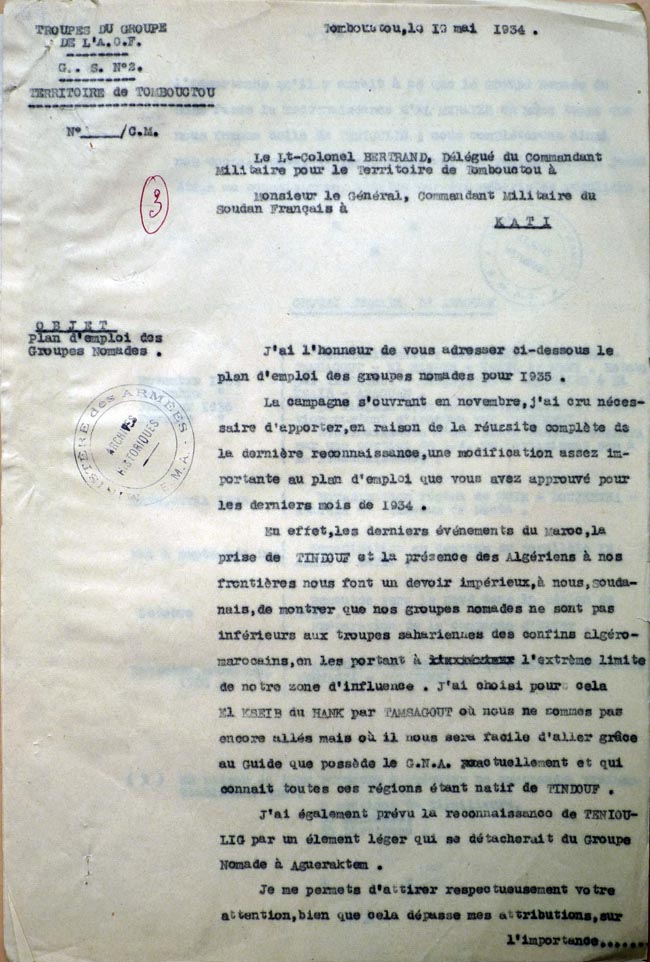 TROUPES DU GROUPE
DE L'A.O.F.
G. S. N°2.
TERRITOIRE de TOMBOUCTOU
N° /C.M.
Tombouctou,le 19 mai 1934 .
Le Lt-Colonel BERTRAND, Délégué du Commandant
Militaire pour le Territoire de Tombouctou à
Monsieur le Général, Commandant Militaire du
Soudan Français à
KATI
3
OBJET
Plan d'emploi des
Groupes Nomades .
J'ai l'honneur de vous adresser ci-dessous le
plan d'emploi des groupes nomades pour 1935 .
La campagne s'ouvrant en novembre,j'ai cru néces-
saire d'apporter,en raison de la réussite complète de
la dernière reconnaissance,une modification assez im-
portante au plan d'emploi que vous avez approuvé pour
les derniers mois de 1934 .
En effet,les derniers événements du Maroc,la
prise de TINDOUF et la présence des Algériens à nos
frontières nous font un devoir impérieux,à nous,souda-
nais,de montrer que nos groupes nomades ne sont pas
inférieurs aux troupes sahariennes des confins algéro-
marocains,en les portant à l'extrême limite
de notre zone d'influence . J'ai choisi pour cela
El KSEIB du HANK par TAMSAGOUT où nous ne sommes pas
encore allés mais où il nous sera facile d'aller grâce
au Guide que possède le G.N.A. actuellement et qui
connait toutes ces régions étant natif de TINDOUF .
J'ai également prévu la reconnaissance de TENIOU-
LIG par un élement léger qui se détacherait du Groupe
Nomade à Agueraktem .
Je me permets d'attirer respectueusement votre
attention,bien que cela dépasse mes attributions,sur
l'importance.......
MINISTÈRE des ARMÉES
E.M.A.
ARCHIVES
HISTORIQUES